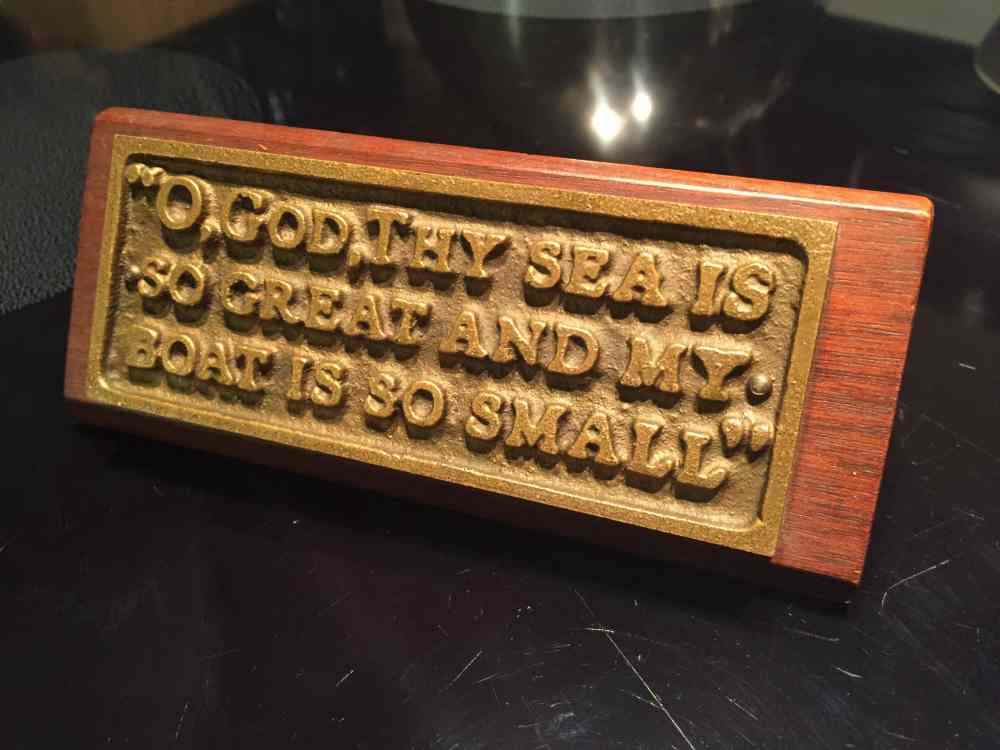 “O, GOD, THY SEA IS
SO GREAT AND MY
BOAT IS SO SMALL”